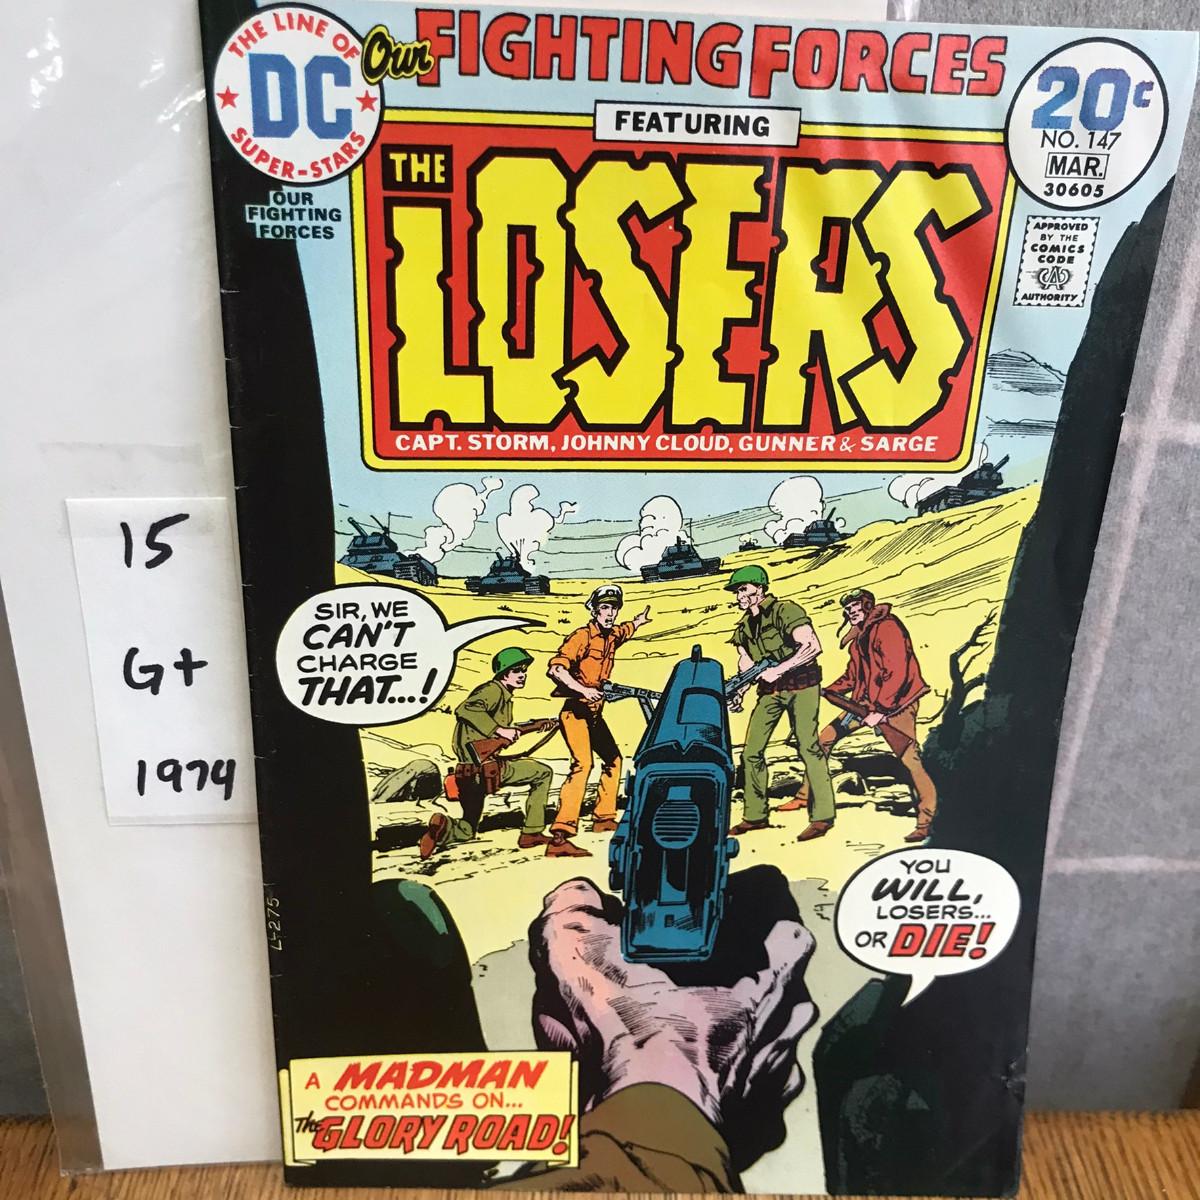 THE LINE OF
DC
SUPER-STARS
Our FIGHTING FORCES
20¢
NO. 147
MAR.
30605
FEATURING
THE
LOSERS
CAPT. STORM, JOHNNY CLOUD, GUNNER & SARGE
OUR
FIGHTING
FORCES
APPROVED
BY THE
COMICS
CODE
CA
AUTHORITY
15
G+
1974
SIR, WE
CAN'T
CHARGE
THAT...!
YOU
WILL,
LOSERS...
OR DIE!
L-275
A MADMAN
COMMANDS ON...
The GLORY ROAD!